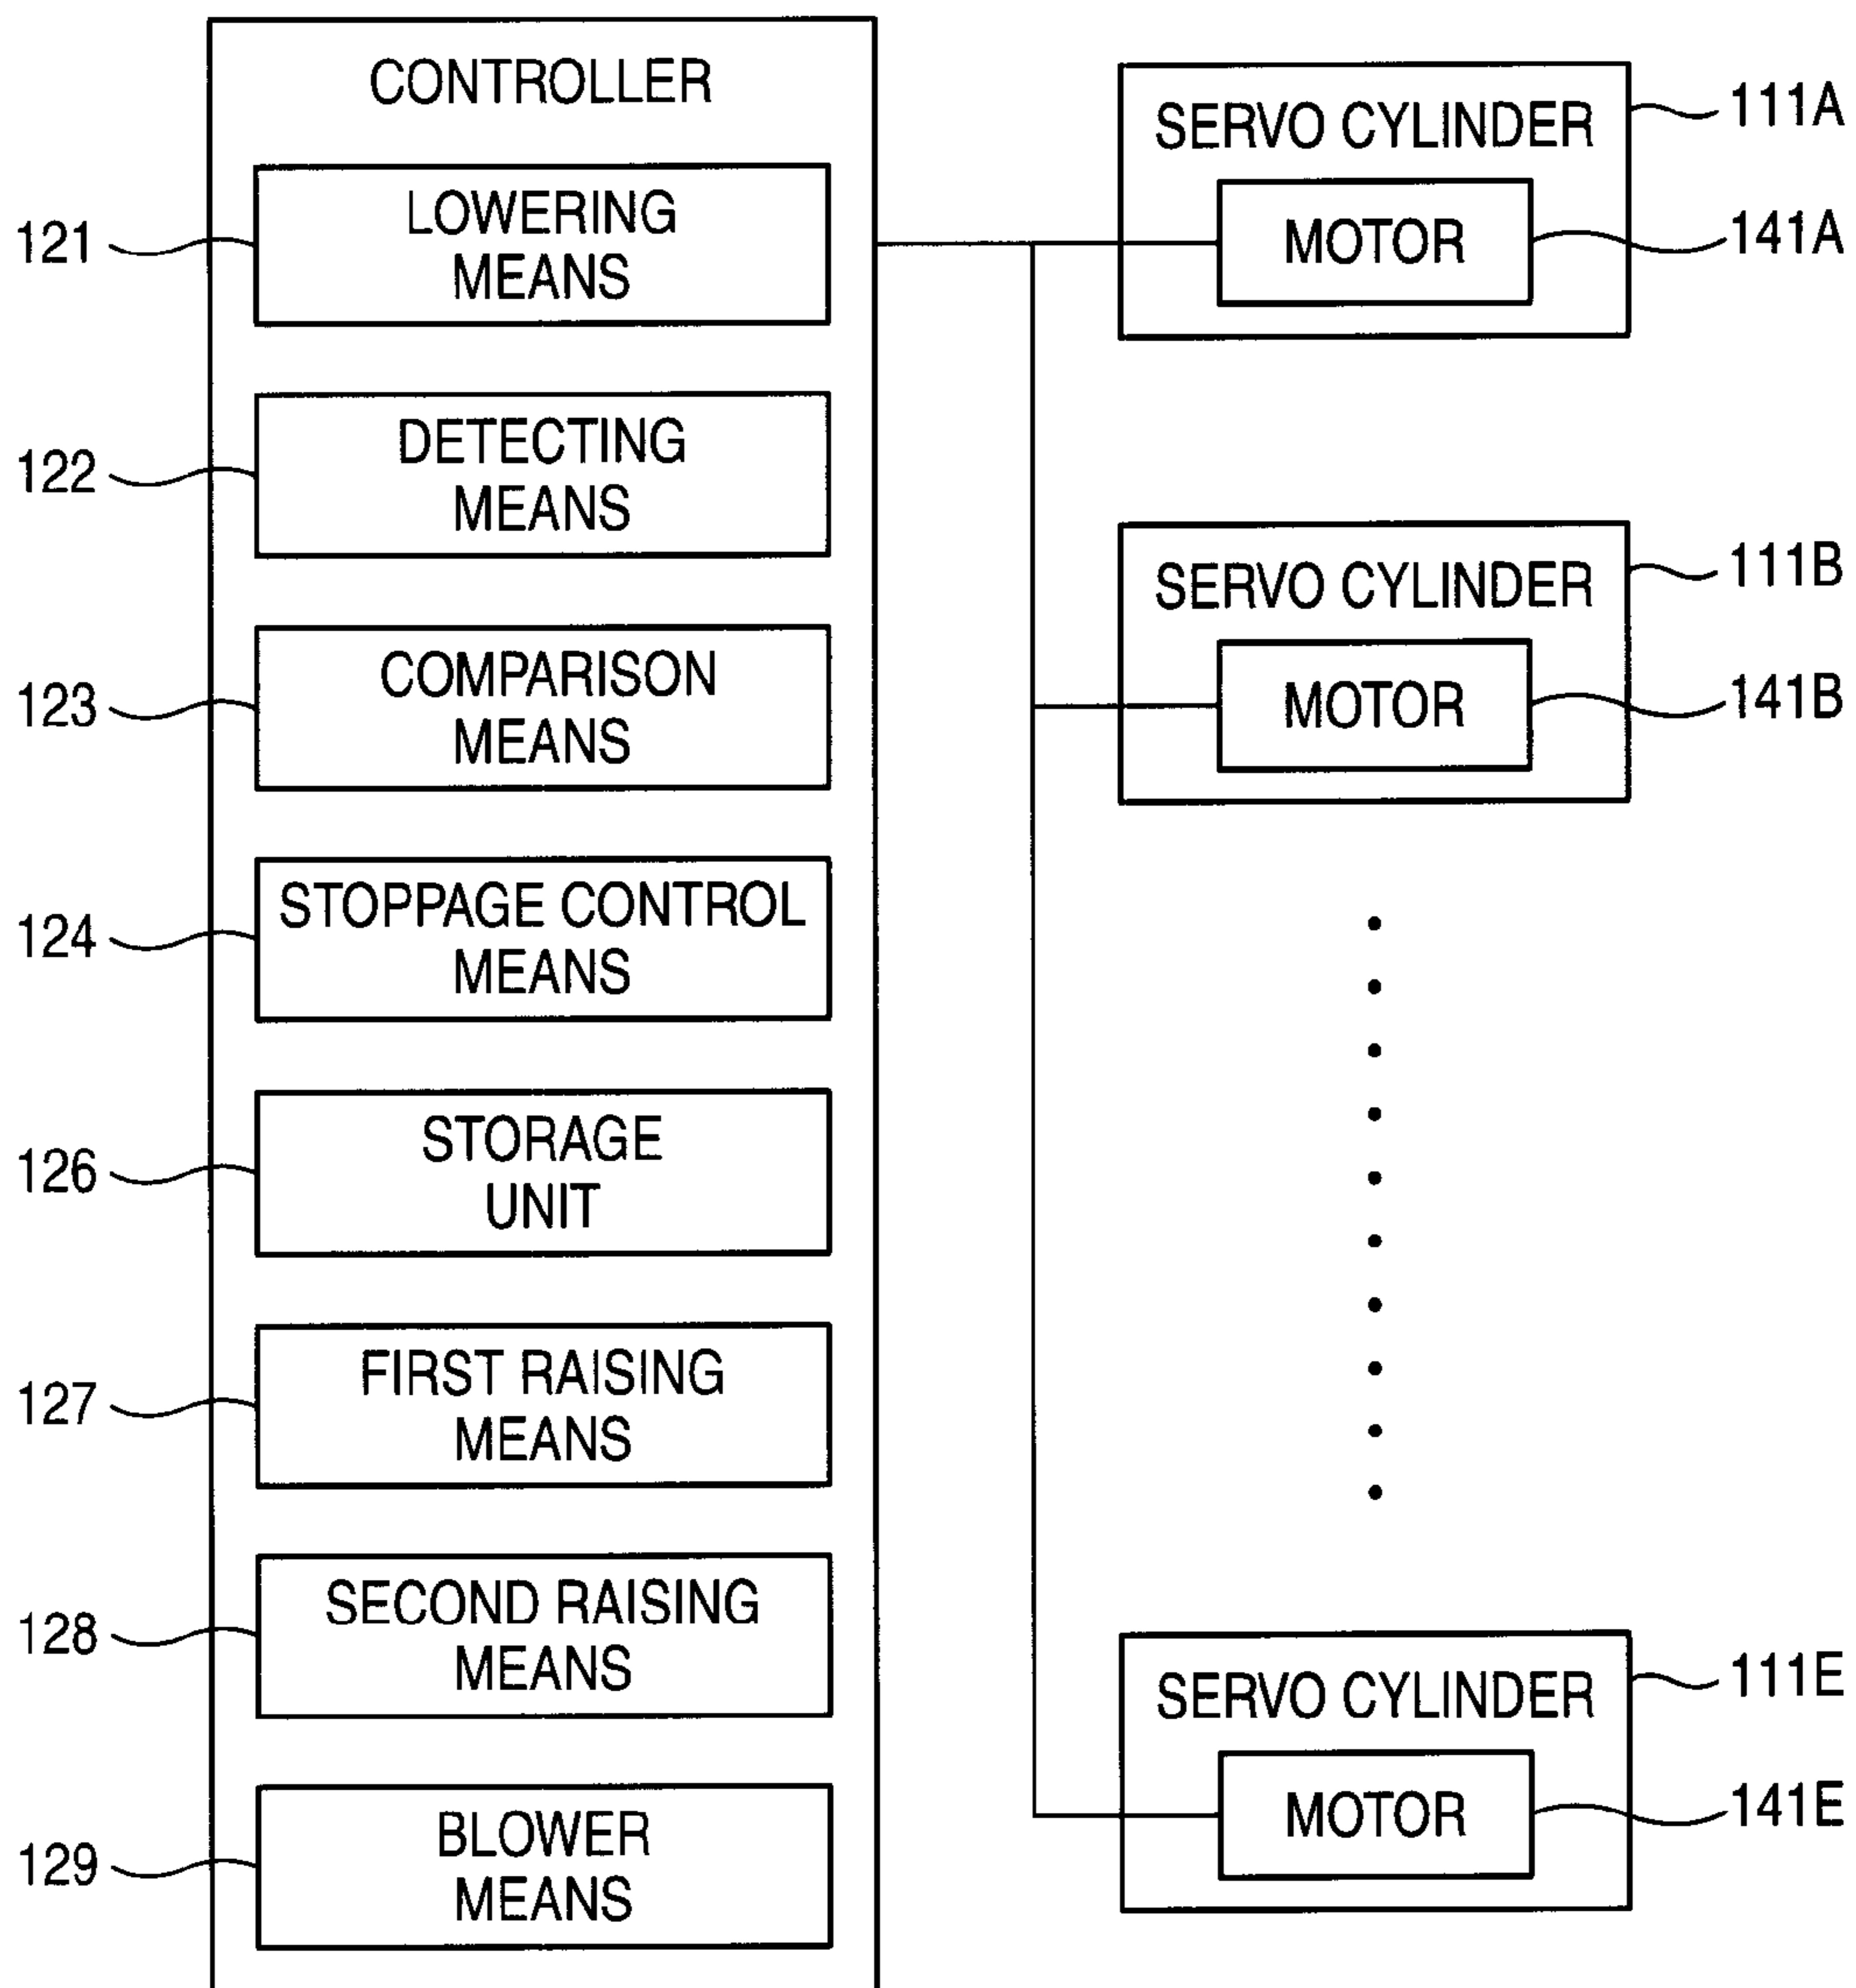 CONTROLLER
121
LOWERING
MEANS
122
DETECTING
MEANS
123
COMPARISON
MEANS
124
STOPPAGE CONTROL
MEANS
126
STORAGE
UNIT
127
FIRST RAISING
MEANS
128
SECOND RAISING
MEANS
129
BLOWER
MEANS
SERVO CYLINDER
111A
MOTOR
141A
SERVO CYLINDER
111B
MOTOR
141B
SERVO CYLINDER
111E
MOTOR
141E